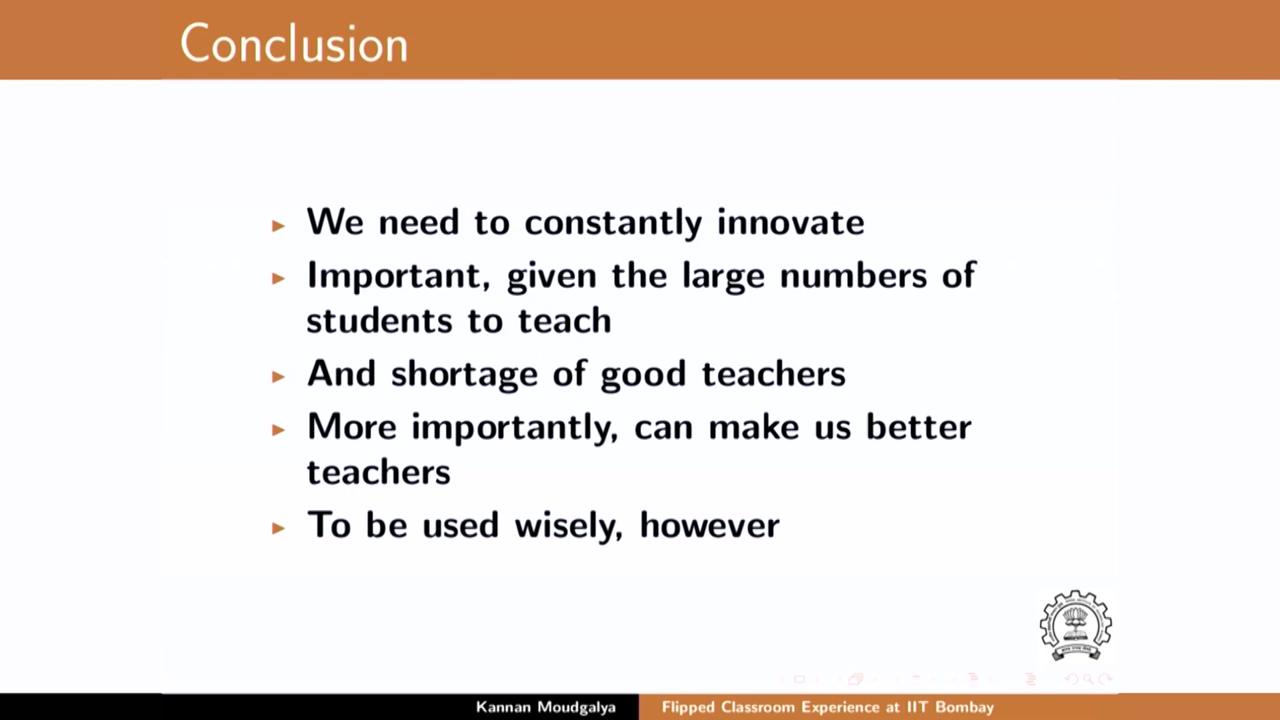 Conclusion
We need to constantly innovate
Important, given the large numbers of
students to teach
And shortage of good teachers
More importantly, can make us better
teachers
To be used wisely, however
Kannan Moudgalya
Flipped Classroom Experience at IIT Bombay